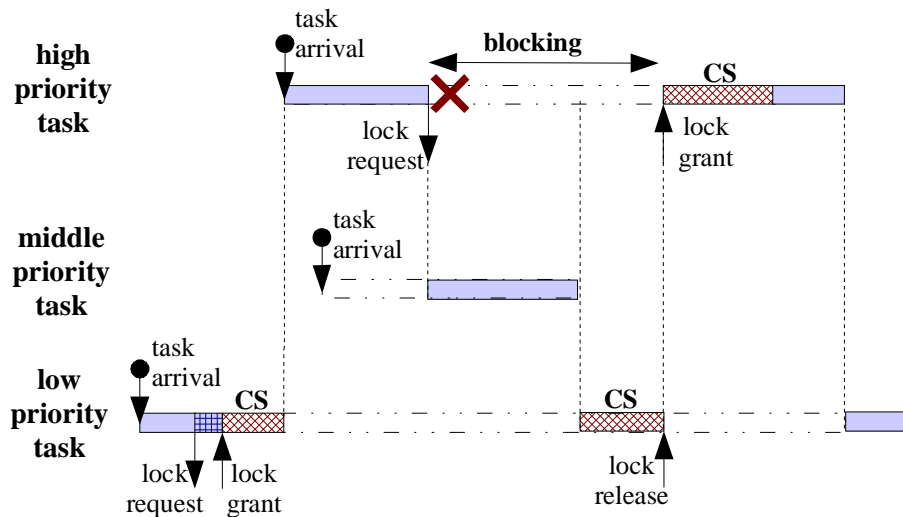 high
priority
task
task
arrival
blocking
CS
lock
request
lock
grant
middle
priority
task
task
arrival
low
priority
task
task
arrival
CS
CS
lock
request
lock
grant
lock
release